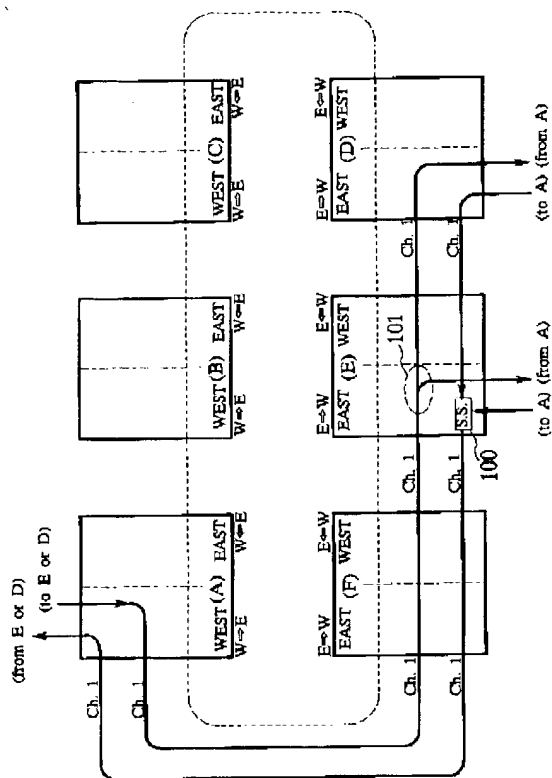 (from E or D)
(to E or D)
Ch. 1
Ch. 1
WEST (A) EAST
W⇒E
W⇐E
WEST (B) EAST
W⇒E
W⇐E
WEST (C) EAST
W⇒E
W⇐E
E⇒W
E⇐W
EAST (F) WEST
E⇒W
E⇐W
EAST (E) WEST
E⇒W
E⇐W
EAST (D) WEST
101
Ch. 1
Ch. 1
Ch. 1
Ch. 1
Ch. 1
Ch. 1
S.S.
100
(to A) (from A)
(to A) (from A)